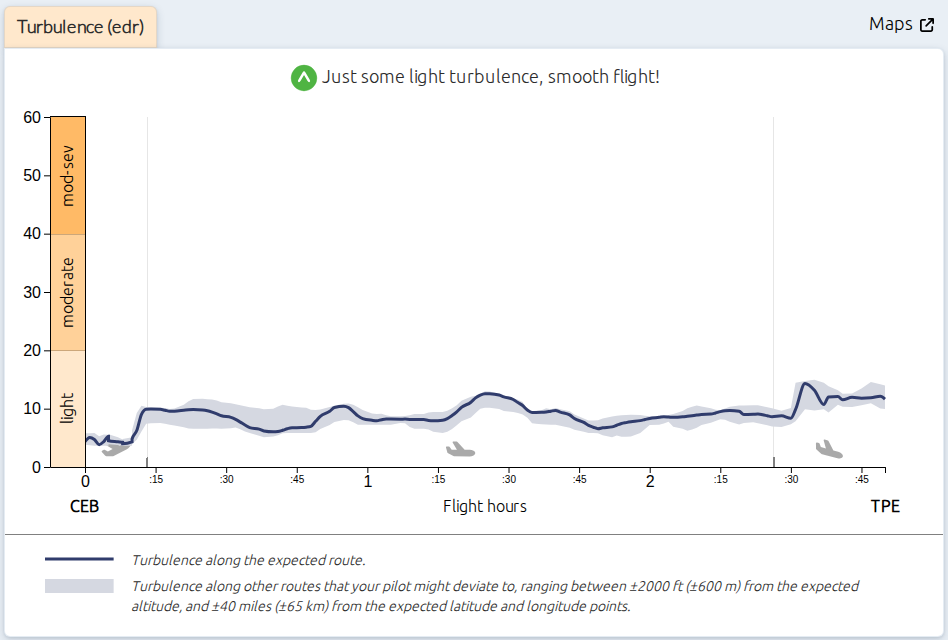 Turbulence (edr)
Maps
Just some light turbulence, smooth flight!
60
50
40
30
20
10
0
mod-sev
moderate
light
0 :15 :30 :45 1 :15 :30 :45 2 :15 :30 :45
CEB Flight hours TPE
Turbulence along the expected route.
Turbulence along other routes that your pilot might deviate to, ranging between ±2000 ft (±600 m) from the expected
altitude, and ±40 miles (±65 km) from the expected latitude and longitude points.